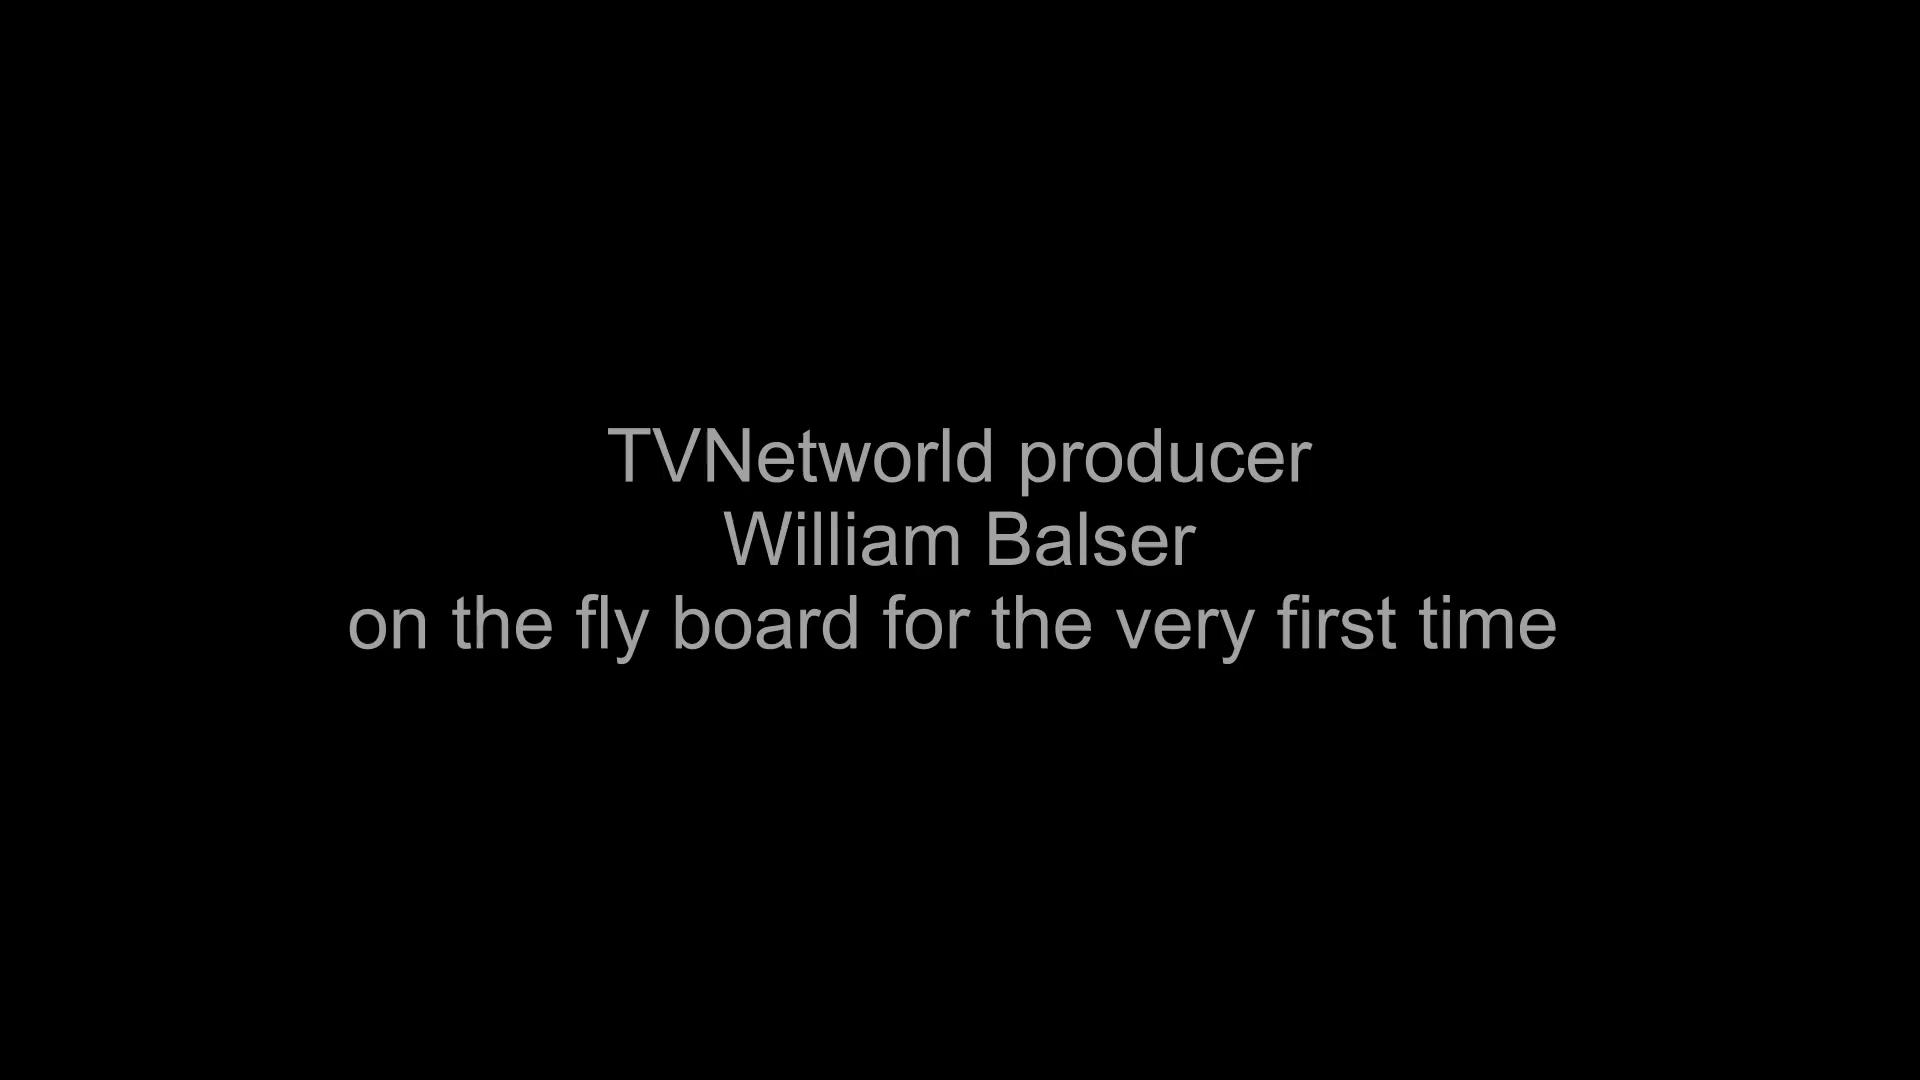 TVNetworld producer
William Balser
on the fly board for the very first time